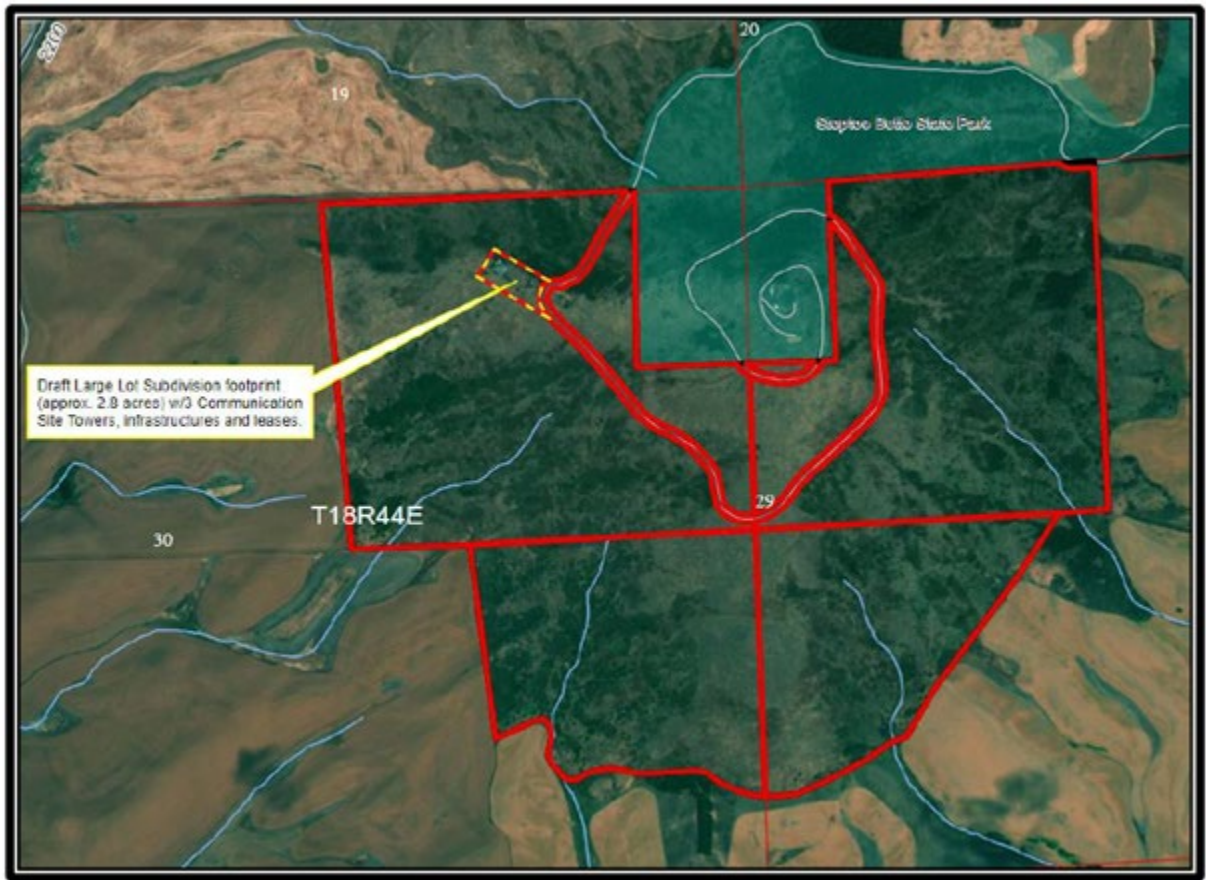 2200
20
19
Steptoe Butte State Park
Draft Large Lot Subdivision footprint
(approx. 2.8 acres) w/3 Communication
Site Towers, infrastructures and leases.
T18R44E
29
30